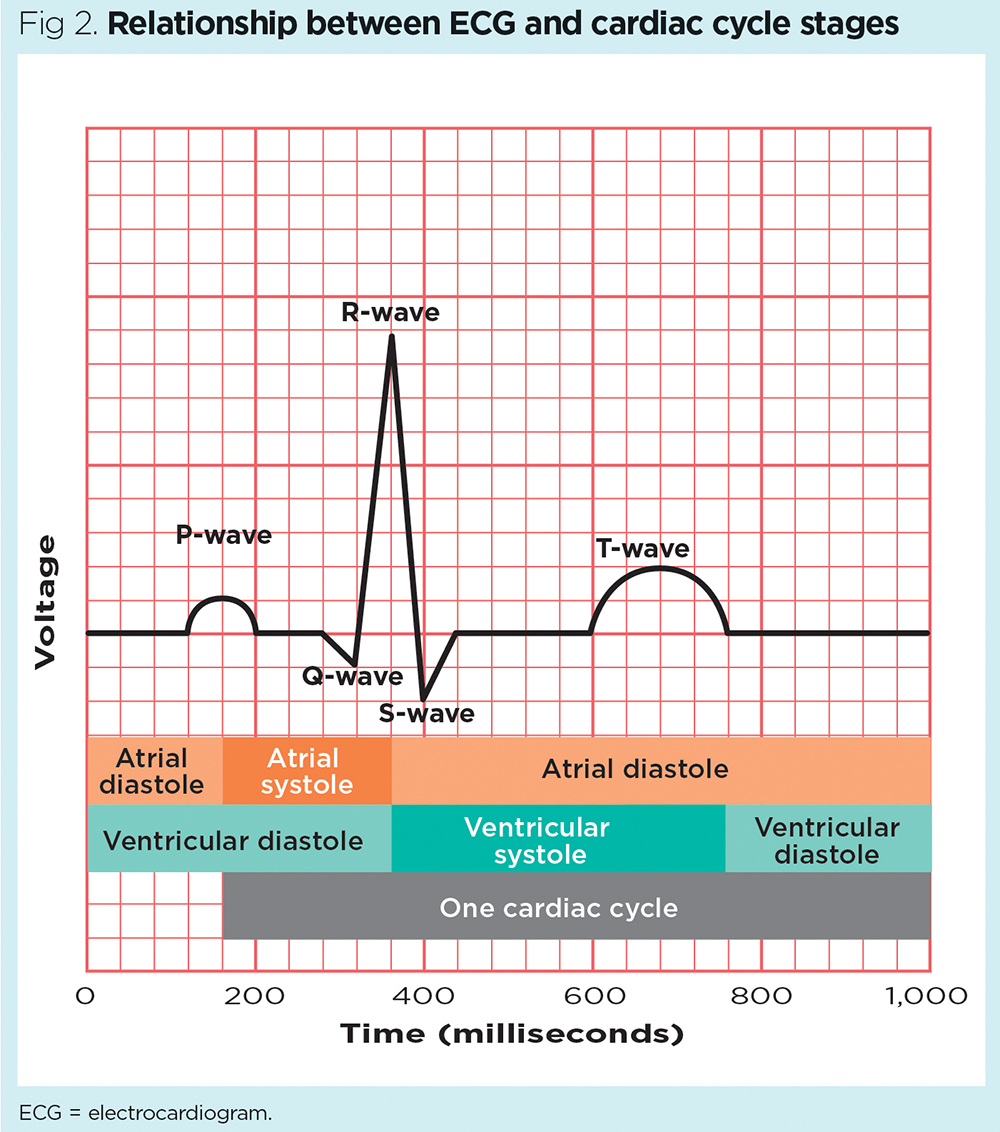 Fig 2. Relationship between ECG and cardiac cycle stages
R-wave
P-wave
T-wave
Voltage
Q-wave
S-wave
Atrial
diastole
Atrial
systole
Atrial diastole
Ventricular diastole
Ventricular
systole
Ventricular
diastole
One cardiac cycle
0 200 400 600 800 1,000
Time (milliseconds)
ECG = electrocardiogram.